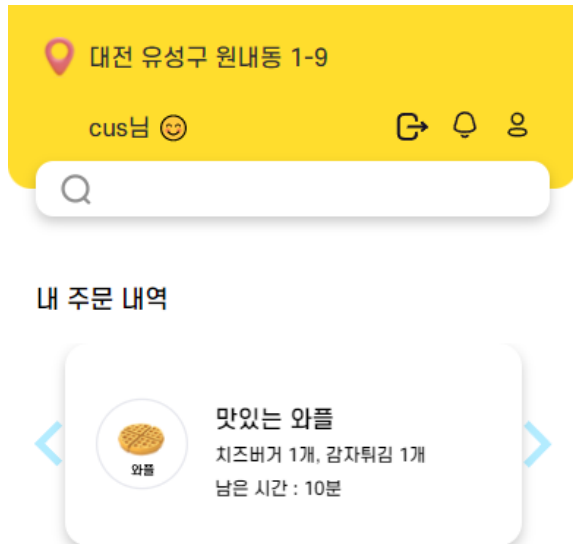 대전 유성구 원내동 1-9
cus님 😊
내 주문 내역
맛있는 와플
치즈버거 1개, 감자튀김 1개
남은 시간 : 10분
와플